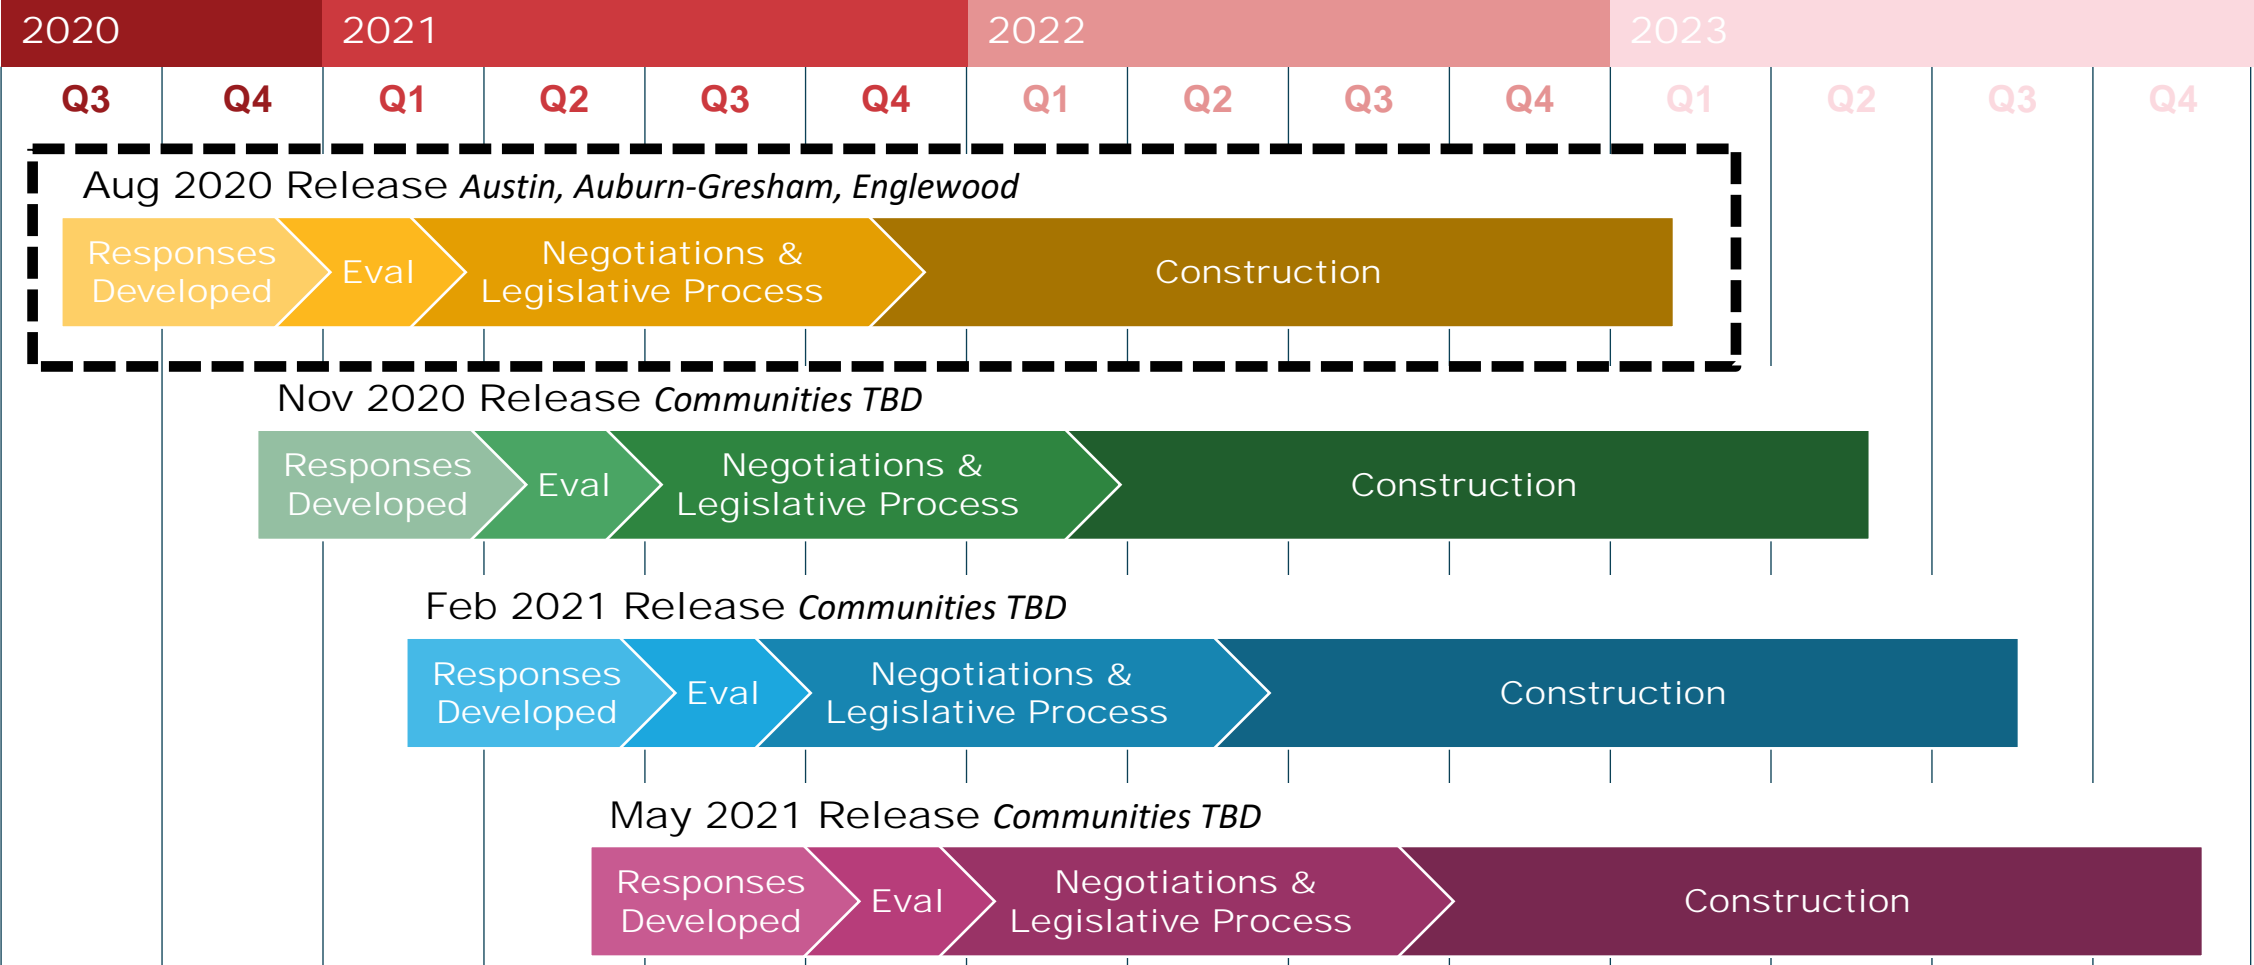 2020 2021 2022 2023
Q3 Q4 Q1 Q2 Q3 Q4 Q1 Q2 Q3 Q4 Q1 Q2 Q3 Q4
Aug 2020 Release Austin, Auburn-Gresham, Englewood
Responses
Developed
Eval
Negotiations &
Legislative Process
Construction
Nov 2020 Release Communities TBD
Responses
Developed
Eval
Negotiations &
Legislative Process
Construction
Feb 2021 Release Communities TBD
Responses
Developed
Eval
Negotiations &
Legislative Process
Construction
May 2021 Release Communities TBD
Responses
Developed
Eval
Negotiations &
Legislative Process
Construction